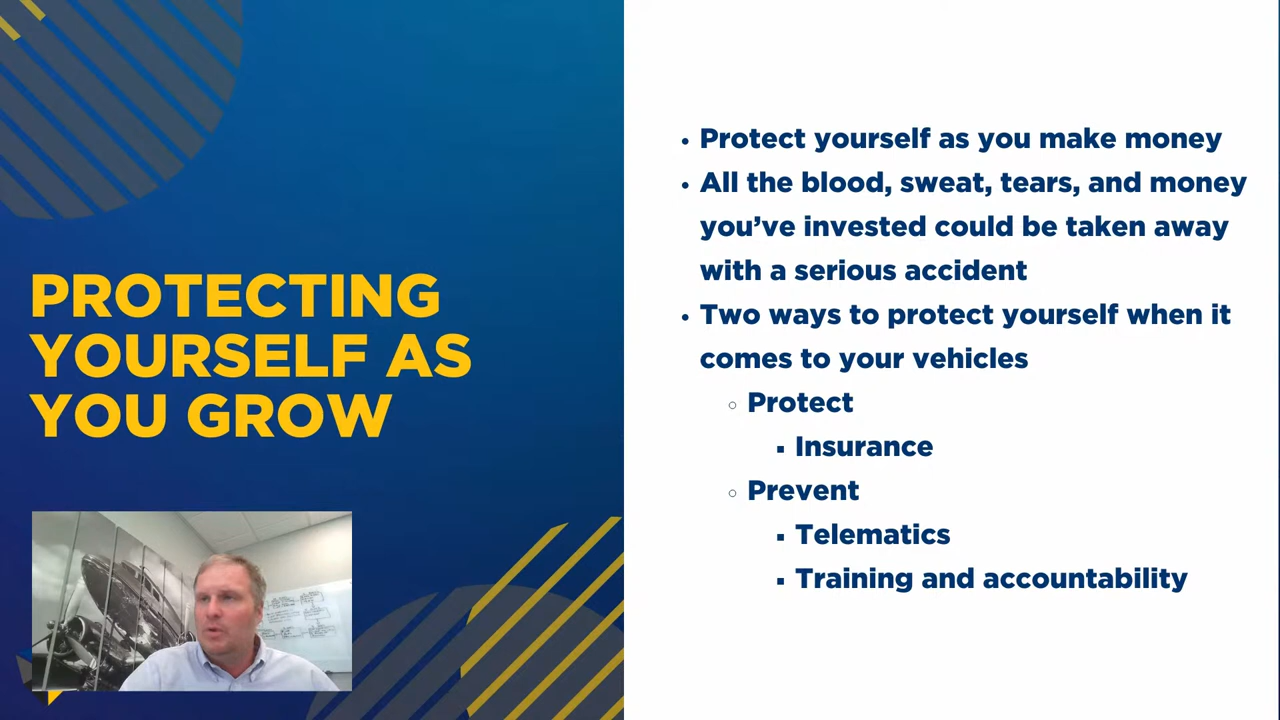 PROTECTING
YOURSELF AS
YOU GROW
• Protect yourself as you make money
• All the blood, sweat, tears, and money
you’ve invested could be taken away
with a serious accident
• Two ways to protect yourself when it
comes to your vehicles
◦ Protect
▪ Insurance
◦ Prevent
▪ Telematics
▪ Training and accountability